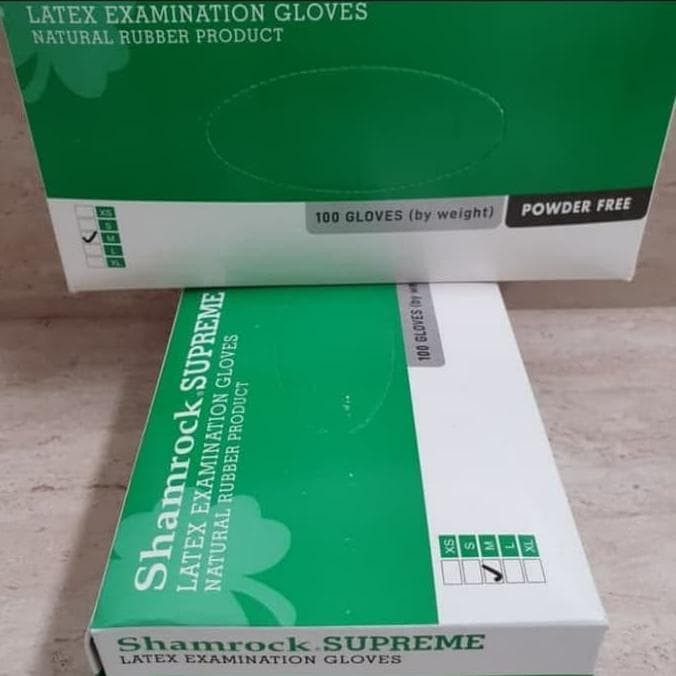 LATEX EXAMINATION GLOVES
NATURAL RUBBER PRODUCT
XS
S
M
L
XL
100 GLOVES (by weight)
POWDER FREE
Shamrock SUPREME
LATEX EXAMINATION GLOVES
NATURAL RUBBER PRODUCT
100 GLOVES (by
XS
S
M
L
XL
Shamrock SUPREME
LATEX EXAMINATION GLOVES